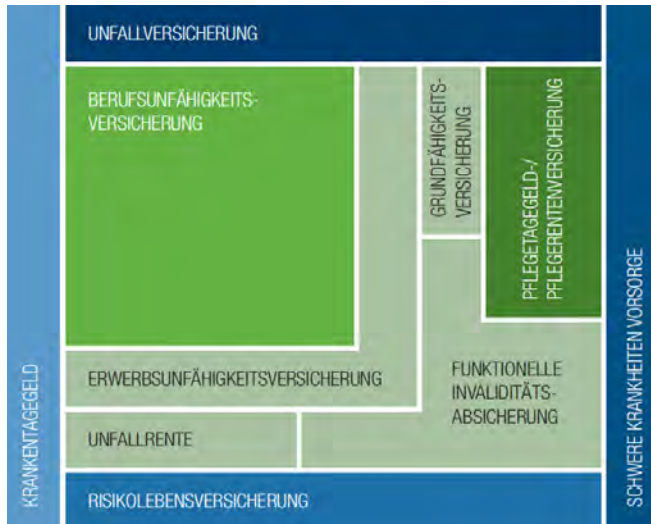 UNFALLVERSICHERUNG
BERUFSUNFÄHIGKEITS-
VERSICHERUNG
GRUNDFÄHIGKEITS-
VERSICHERUNG
PFLEGETAGEGELD-/
PFLEGERENTENVERSICHERUNG
ERWERBSUNFÄHIGKEITSVERSICHERUNG
FUNKTIONELLE
INVALIDITÄTS-
ABSICHERUNG
UNFALLRENTE
RISIKOLEBENSVERSICHERUNG
KRANKENTAGEGELD
SCHWERE KRANKHEITEN VORSORGE